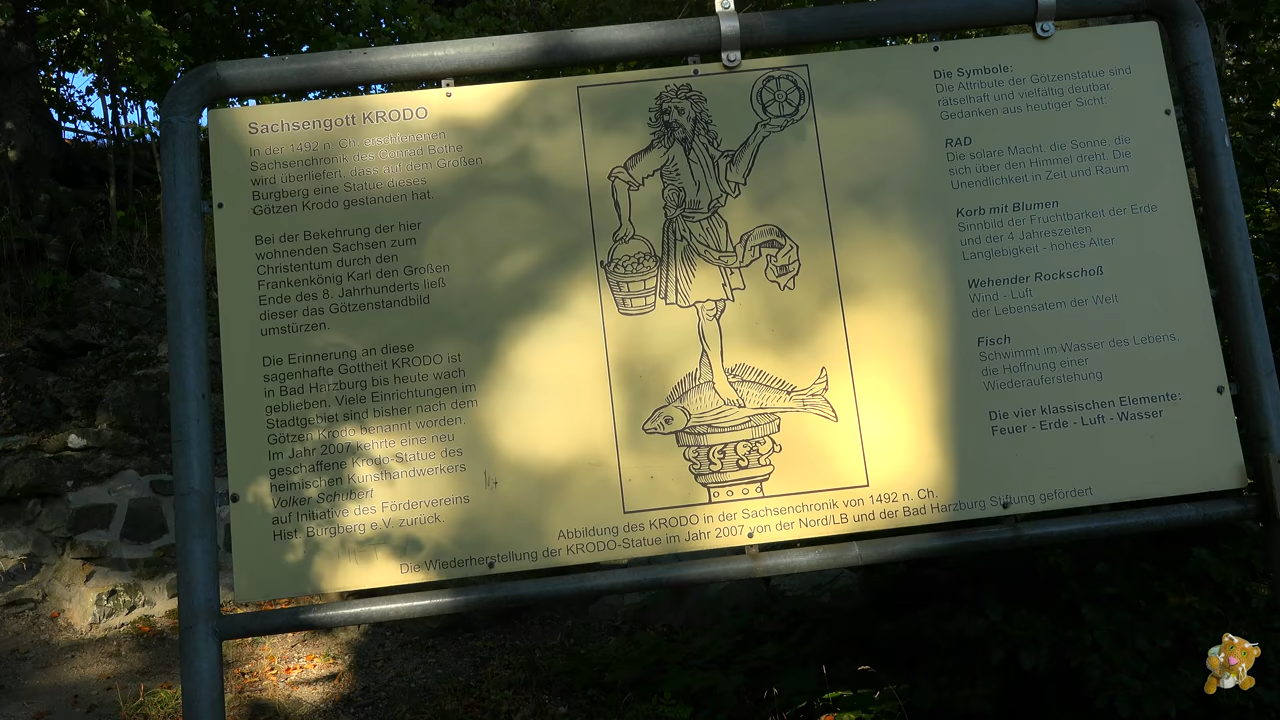 Sachsengott KRODO
In der 1492 n. Ch. erschienenen
Sachsenchronik des Conrad Bothe
wird überliefert, dass auf dem Großen
Burgberg eine Statue dieses
Götzen Krodo gestanden hat.
Bei der Bekehrung der hier
wohnenden Sachsen zum
Christentum durch den
Frankenkönig Karl den Großen
Ende des 8. Jahrhunderts ließ
dieser das Götzenstandbild
umstürzen.
Die Erinnerung an diese
sagenhafte Gottheit KRODO ist
in Bad Harzburg bis heute wach
geblieben. Viele Einrichtungen im
Stadtgebiet sind bisher nach dem
Götzen Krodo benannt worden.
Im Jahr 2007 kehrte eine neu
geschaffene Krodo-Statue des
heimischen Kunsthandwerkers
Volker Schubert
auf Initiative des Fördervereins
Hist. Burgberg e.V. zurück.
Die Symbole:
Die Attribute der Götzenstatue sind
rätselhaft und vielfältig deutbar.
Gedanken aus heutiger Sicht:
RAD
Die solare Macht, die Sonne, die
sich über den Himmel dreht. Die
Unendlichkeit in Zeit und Raum
Korb mit Blumen
Sinnbild der Fruchtbarkeit der Erde
und der 4 Jahreszeiten
Langlebigkeit - hohes Alter
Wehender Rockschoß
Wind - Luft
der Lebensatem der Welt
Fisch
Schwimmt im Wasser des Lebens,
die Hoffnung einer
Wiederauferstehung
Die vier klassischen Elemente:
Feuer - Erde - Luft - Wasser
Abbildung des KRODO in der Sachsenchronik von 1492 n. Ch.
Die Wiederherstellung der KRODO-Statue im Jahr 2007 von der Nord/LB und der Bad Harzburg Stiftung gefördert